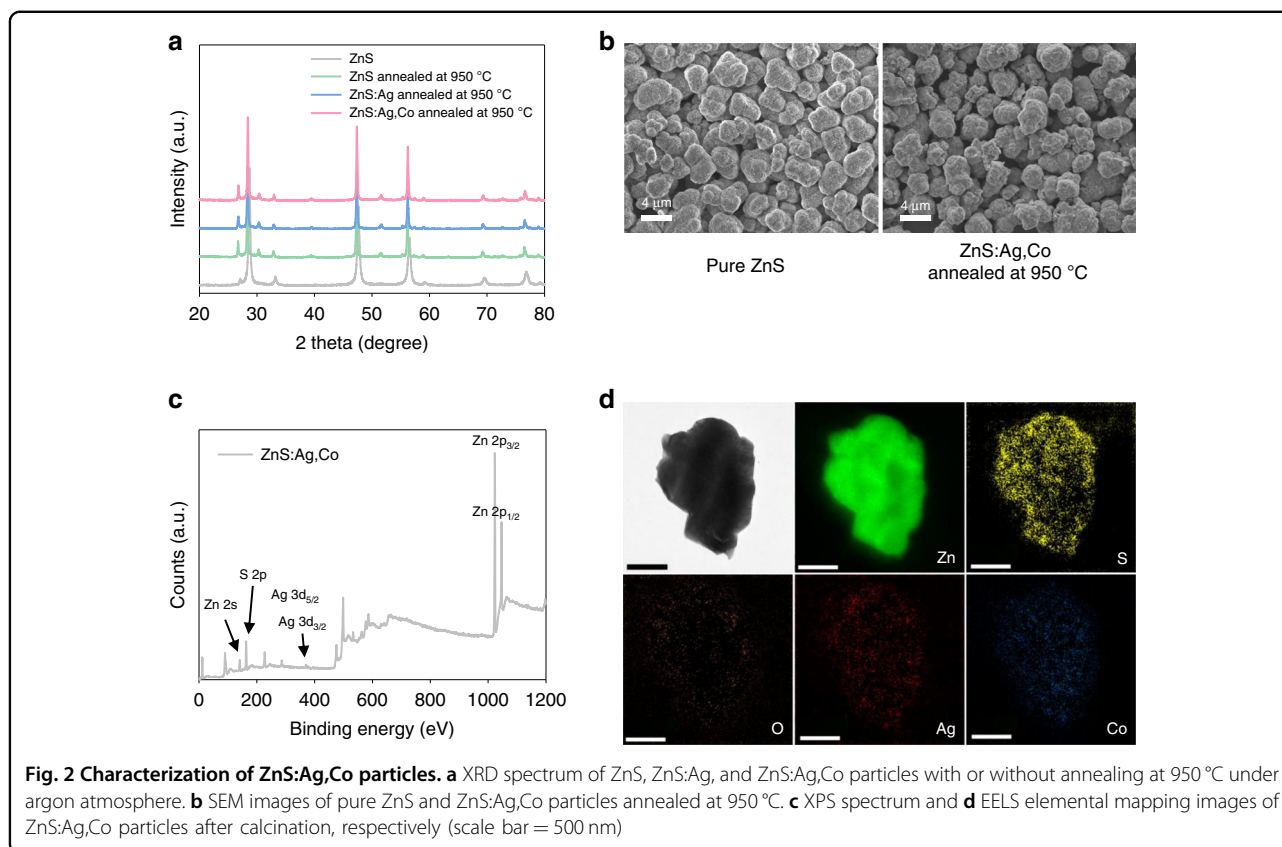 a
ZnS
ZnS annealed at 950 °C
ZnS:Ag annealed at 950 °C
ZnS:Ag,Co annealed at 950 °C
Intensity (a.u.)
20 30 40 50 60 70 80
2 theta (degree)
b
4 μm
4 μm
Pure ZnS
ZnS:Ag,Co
annealed at 950 °C
c
ZnS:Ag,Co
Zn 2p3/2
Zn 2p1/2
S 2p
Zn 2s
Ag 3d5/2
Ag 3d3/2
Counts (a.u.)
0 200 400 600 800 1000 1200
Binding energy (eV)
d
Zn
S
O
Ag
Co
Fig. 2 Characterization of ZnS:Ag,Co particles. a XRD spectrum of ZnS, ZnS:Ag, and ZnS:Ag,Co particles with or without annealing at 950 °C under
argon atmosphere. b SEM images of pure ZnS and ZnS:Ag,Co particles annealed at 950 °C. c XPS spectrum and d EELS elemental mapping images of
ZnS:Ag,Co particles after calcination, respectively (scale bar = 500 nm)